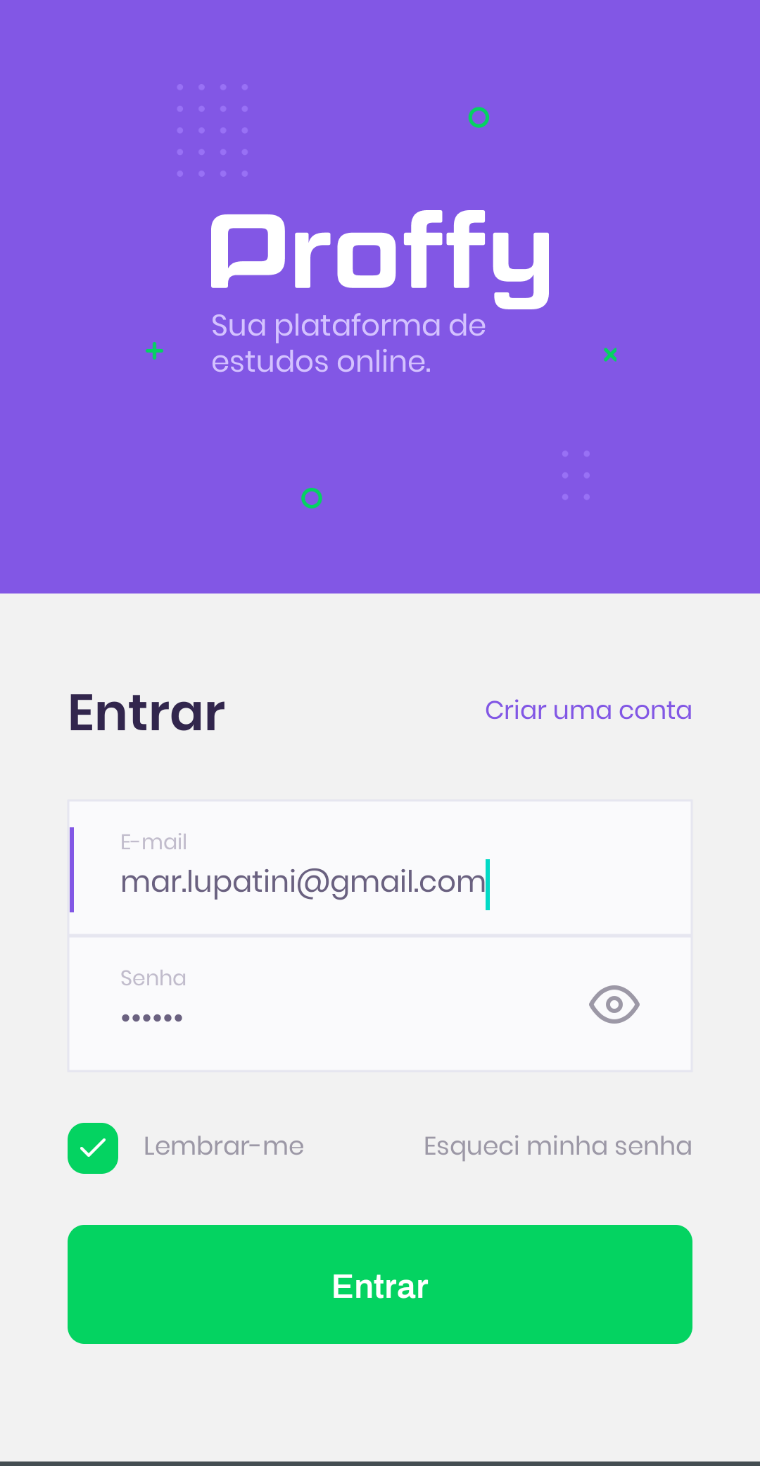 Proffy
Sua plataforma de
estudos online.
Entrar
Criar uma conta
E-mail
mar.lupatini@gmail.com
Senha
••••••
Lembrar-me
Esqueci minha senha
Entrar